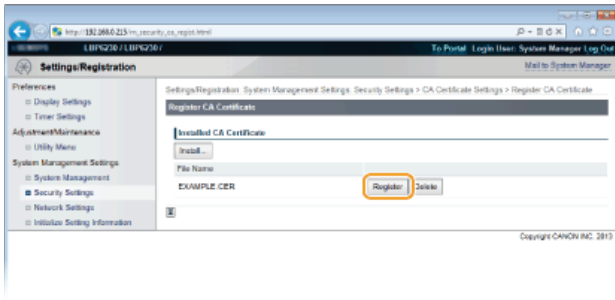 http://192.168.0.215/m_security_ca_regist.html
LBP6230 / LBP6230 /
To Portal Login User: System Manager Log Out
Settings/Registration
Mail to System Manager
Preferences
Display Settings
Timer Settings
Adjustment/Maintenance
Utility Menu
System Management Settings
System Management
Security Settings
Network Settings
Initialize Setting Information
Settings/Registration: System Management Settings: Security Settings > CA Certificate Settings > Register CA Certificate
Register CA Certificate
Installed CA Certificate
Install...
File Name
EXAMPLE.CER
Register
Delete
Copyright CANON INC. 2013